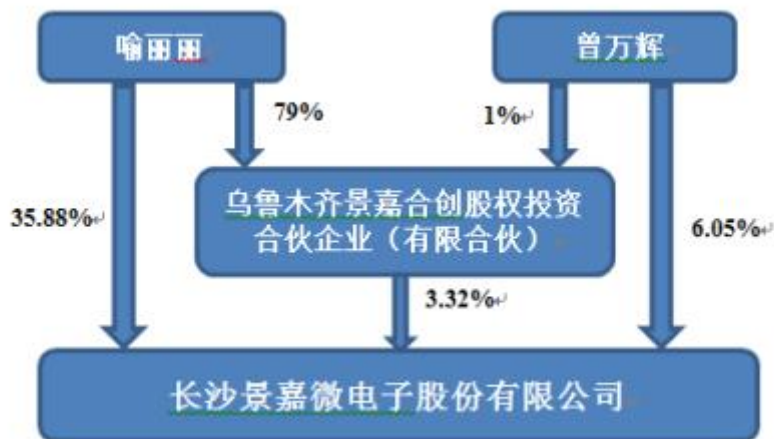 喻丽丽
曾万辉
79%
1%
35.88%
乌鲁木齐景嘉合创股权投资
合伙企业（有限合伙）
6.05%
3.32%
长沙景嘉微电子股份有限公司